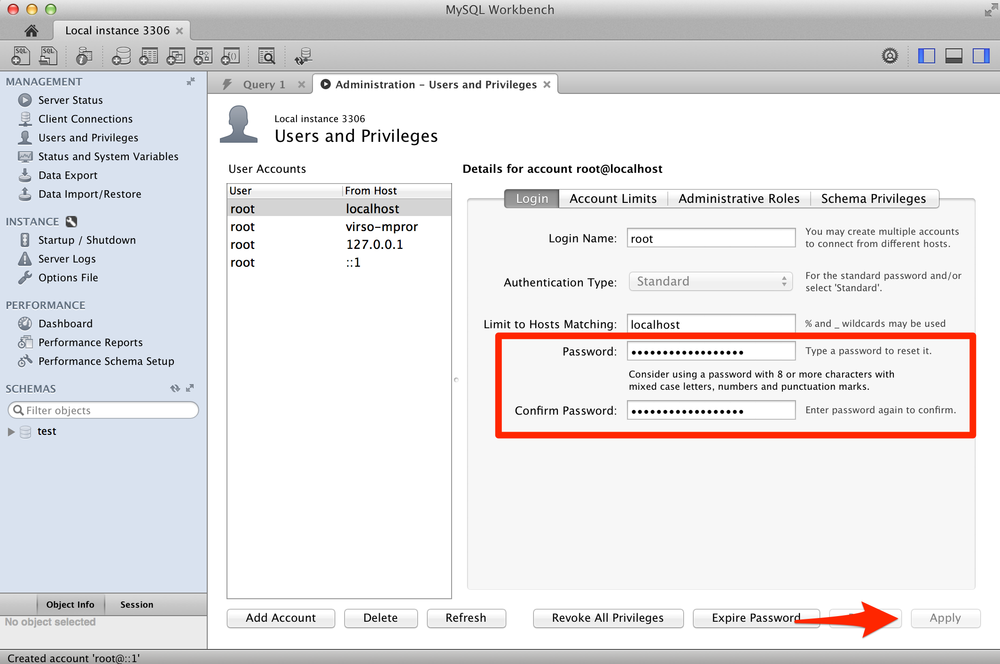 MySQL Workbench
Local instance 3306
SQL
SQL
f()
MANAGEMENT
Server Status
Client Connections
Users and Privileges
Status and System Variables
Data Export
Data Import/Restore
INSTANCE
Startup / Shutdown
Server Logs
Options File
PERFORMANCE
Dashboard
Performance Reports
Performance Schema Setup
SCHEMAS
Filter objects
test
Object Info Session
No object selected
Query 1
Administration - Users and Privileges
Local instance 3306
Users and Privileges
User Accounts
User From Host
root localhost
root virso-mpror
root 127.0.0.1
root ::1
Details for account root@localhost
Login Account Limits Administrative Roles Schema Privileges
Login Name: root
You may create multiple accounts
to connect from different hosts.
Authentication Type: Standard
For the standard password and/or
select 'Standard'.
Limit to Hosts Matching: localhost % and _ wildcards may be used
Password: •••••••••••••••••• Type a password to reset it.
Consider using a password with 8 or more characters with
mixed case letters, numbers and punctuation marks.
Confirm Password: •••••••••••••••••• Enter password again to confirm.
Add Account Delete Refresh Revoke All Privileges Expire Password Apply
Created account 'root@::1'